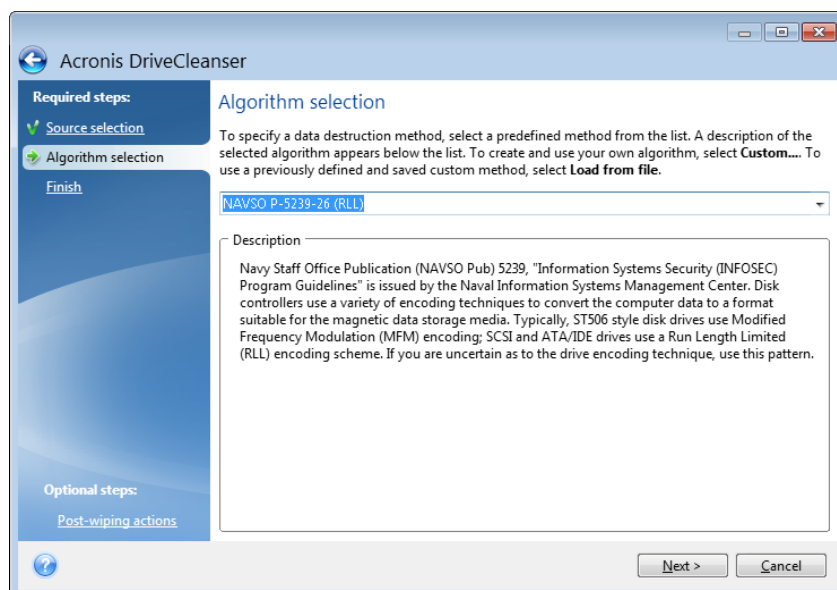 Acronis DriveCleanser
Required steps:
Source selection
Algorithm selection
Finish
Optional steps:
Post-wiping actions
Algorithm selection
To specify a data destruction method, select a predefined method from the list. A description of the
selected algorithm appears below the list. To create and use your own algorithm, select Custom.... To
use a previously defined and saved custom method, select Load from file.
NAVSO P-5239-26 (RLL)
Description
Navy Staff Office Publication (NAVSO Pub) 5239, "Information Systems Security (INFOSEC)
Program Guidelines" is issued by the Naval Information Systems Management Center. Disk
controllers use a variety of encoding techniques to convert the computer data to a format
suitable for the magnetic data storage media. Typically, ST506 style disk drives use Modified
Frequency Modulation (MFM) encoding; SCSI and ATA/IDE drives use a Run Length Limited
(RLL) encoding scheme. If you are uncertain as to the drive encoding technique, use this pattern.
Next >
Cancel